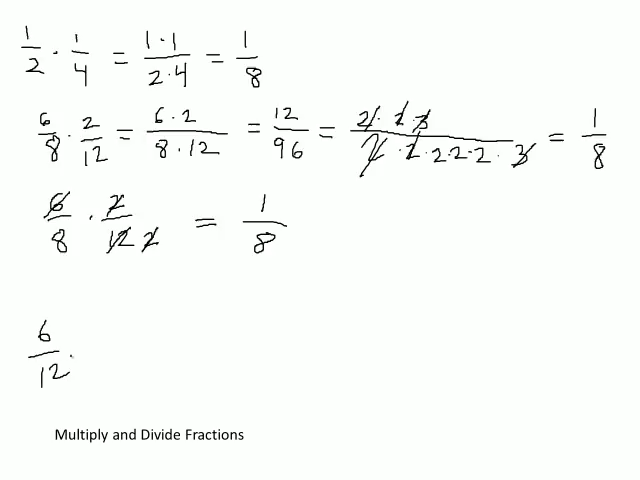 1/2 · 1/4 = 1·1/2·4 = 1/8
6/8 · 2/12 = 6·2/8·12 = 12/96 = 2·2·3/2·2·2·2·2·3 = 1/8
6/8 · 2/12 2 = 1/8
6/12 ·
Multiply and Divide Fractions